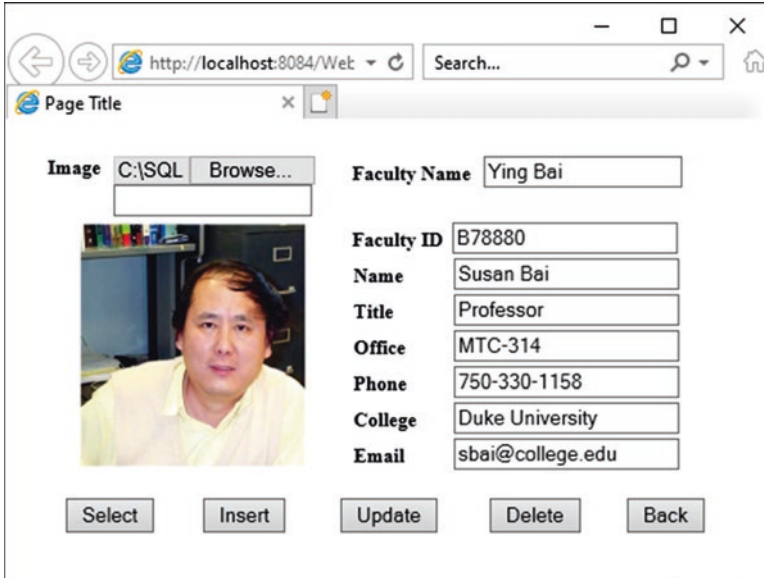 http://localhost:8084/Wet
Search...
Page Title
Image C:\SQL Browse...
Faculty Name Ying Bai
Faculty ID B78880
Name Susan Bai
Title Professor
Office MTC-314
Phone 750-330-1158
College Duke University
Email sbai@college.edu
Select Insert Update Delete Back